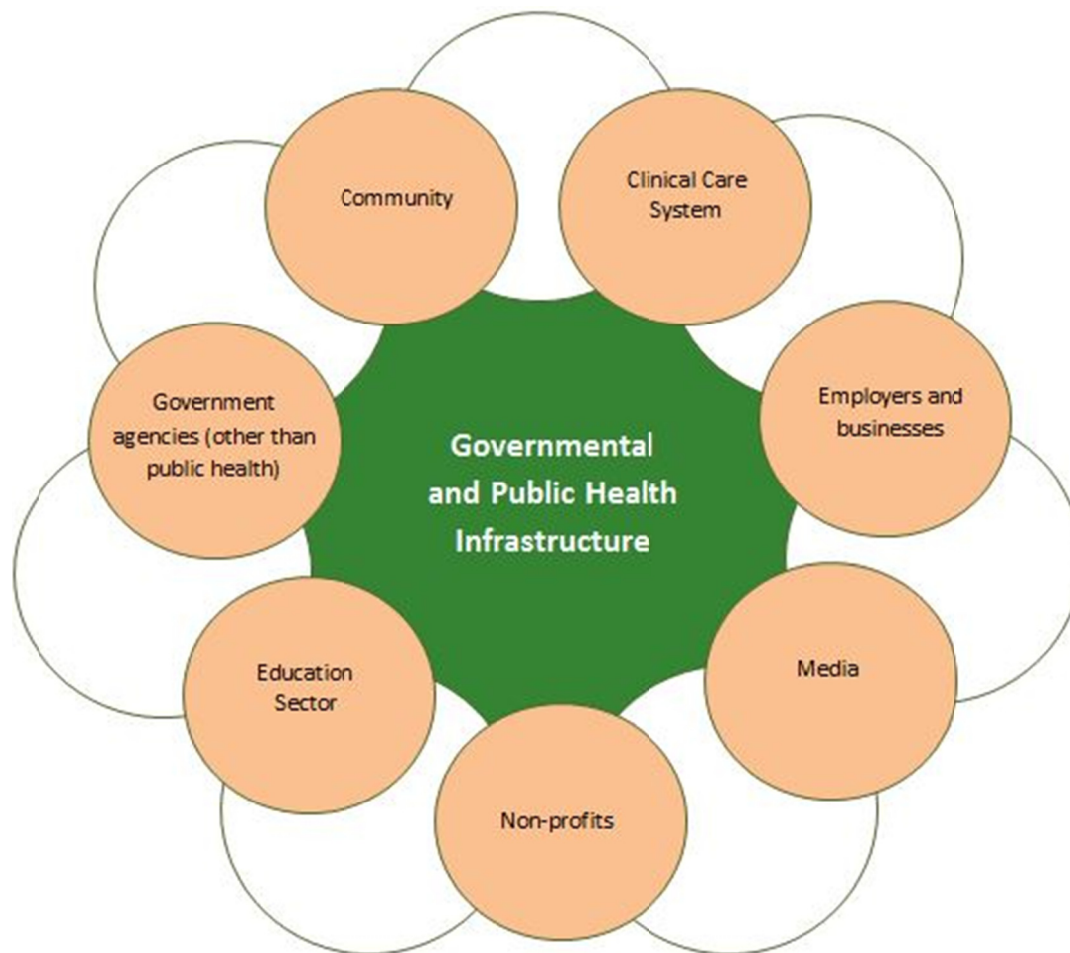 Community
Clinical Care
System
Government
agencies (other than
public health)
Employers and
businesses
Governmental
and Public Health
Infrastructure
Education
Sector
Media
Non-profits